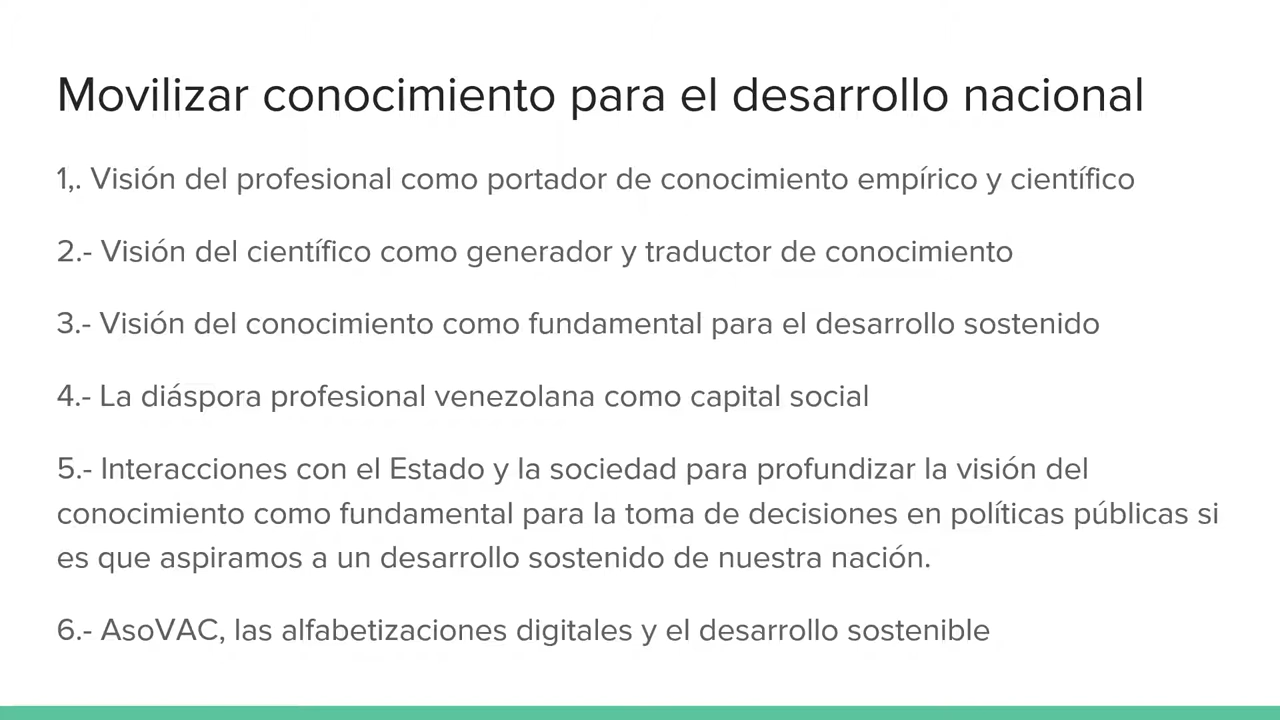 Movilizar conocimiento para el desarrollo nacional
1,. Visión del profesional como portador de conocimiento empírico y científico
2.- Visión del científico como generador y traductor de conocimiento
3.- Visión del conocimiento como fundamental para el desarrollo sostenido
4.- La diáspora profesional venezolana como capital social
5.- Interacciones con el Estado y la sociedad para profundizar la visión del
conocimiento como fundamental para la toma de decisiones en políticas públicas si
es que aspiramos a un desarrollo sostenido de nuestra nación.
6.- AsoVAC, las alfabetizaciones digitales y el desarrollo sostenible